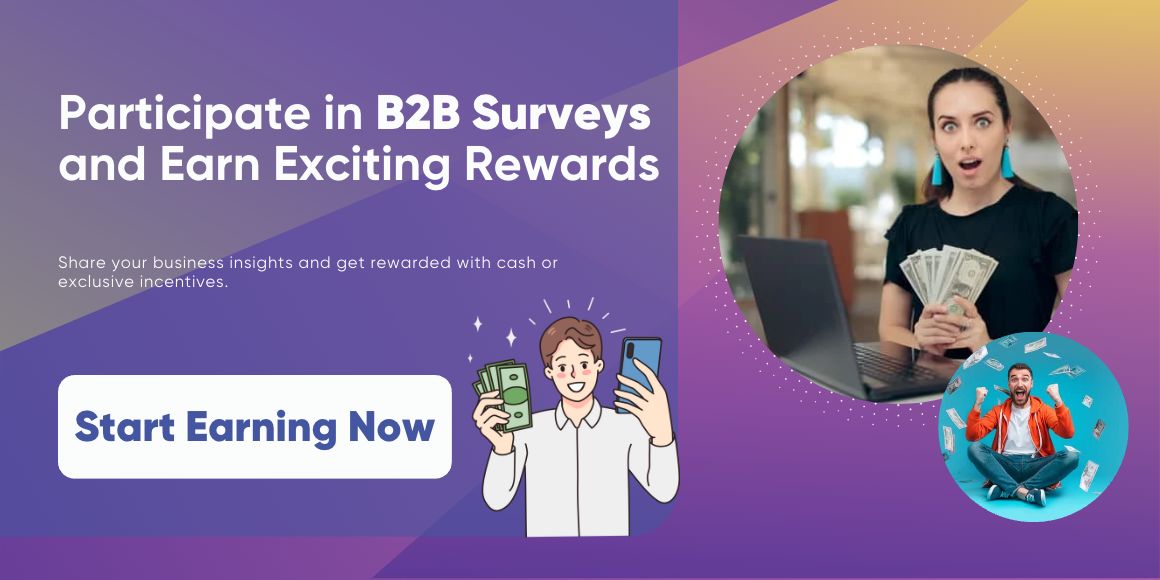 Participate in B2B Surveys
and Earn Exciting Rewards
Share your business insights and get rewarded with cash or
exclusive incentives.
Start Earning Now